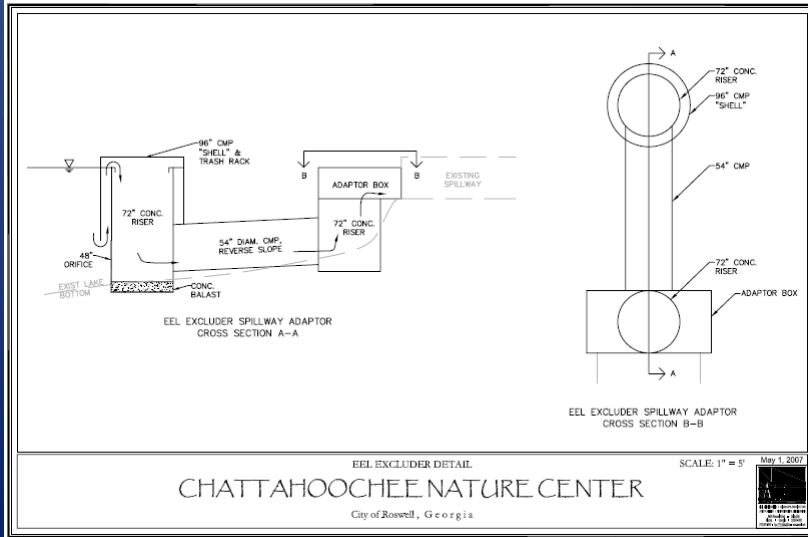 96" CMP
"SHELL" &
TRASH RACK
B
B
ADAPTOR BOX
EXISTING
SPILLWAY
72" CONC.
RISER
72" CONC.
RISER
54" DIAM. CMP,
REVERSE SLOPE
48"
ORIFICE
EXIST LAKE
BOTTOM
CONC.
BALAST
EEL EXCLUDER SPILLWAY ADAPTOR
CROSS SECTION A-A
A
72" CONC.
RISER
96" CMP
"SHELL"
54" CMP
72" CONC.
RISER
ADAPTOR BOX
A
EEL EXCLUDER SPILLWAY ADAPTOR
CROSS SECTION B-B
EEL EXCLUDER DETAIL
SCALE: 1" = 5'
May 1, 2007
CHATTAHOOCHEE NATURE CENTER
City of Roswell, Georgia